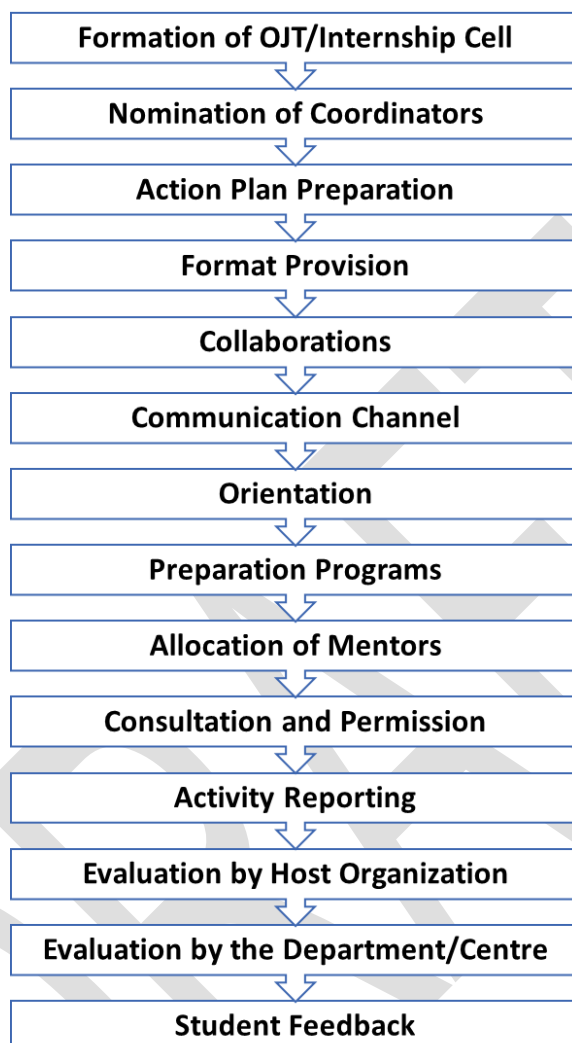 Formation of OJT/Internship Cell
Nomination of Coordinators
Action Plan Preparation
Format Provision
Collaborations
Communication Channel
Orientation
Preparation Programs
Allocation of Mentors
Consultation and Permission
Activity Reporting
Evaluation by Host Organization
Evaluation by the Department/Centre
Student Feedback